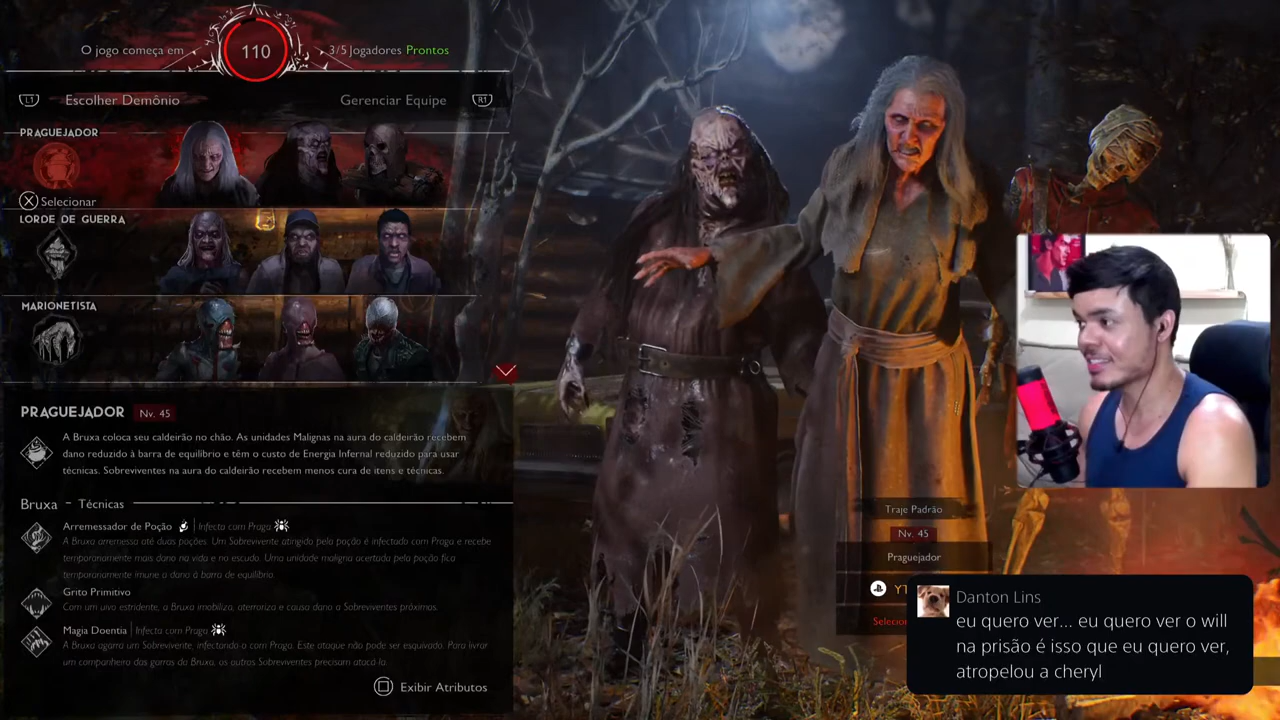 O jogo começa em
110
3/5 Jogadores Prontos
L1
Escolher Demônio
Gerenciar Equipe
R1
PRAGUEJADOR
Selecionar
LORDE DE GUERRA
MARIONETISTA
PRAGUEJADOR
Nv. 45
A Bruxa coloca seu caldeirão no chão. As unidades Malignas na aura do caldeirão recebem
dano reduzido à barra de equilíbrio e têm o custo de Energia Infernal reduzido para usar
técnicas. Sobreviventes na aura do caldeirão recebem menos cura de itens e técnicas.
Bruxa - Técnicas
Arremessador de Poção | Infecta com Praga
A Bruxa arremessa até duas poções. Um Sobrevivente atingido pela poção é infectado com Praga e recebe
temporariamente mais dano na vida e no escudo. Uma unidade maligna acertada pela poção fica
temporariamente imune a dano à barra de equilíbrio.
Grito Primitivo
Com um uivo estridente, a Bruxa imobiliza, aterroriza e causa dano a Sobreviventes próximos.
Magia Doentia | Infecta com Praga
A Bruxa agarra um Sobrevivente, infectando-o com Praga. Este ataque não pode ser esquivado. Para livrar
um companheiro das garras da Bruxa, os outros Sobreviventes precisam atacá-la.
Exibir Atributos
Traje Padrão
Nv. 45
Praguejador
YT
Danton Lins
eu quero ver... eu quero ver o will
na prisão é isso que eu quero ver,
atropelou a cheryl